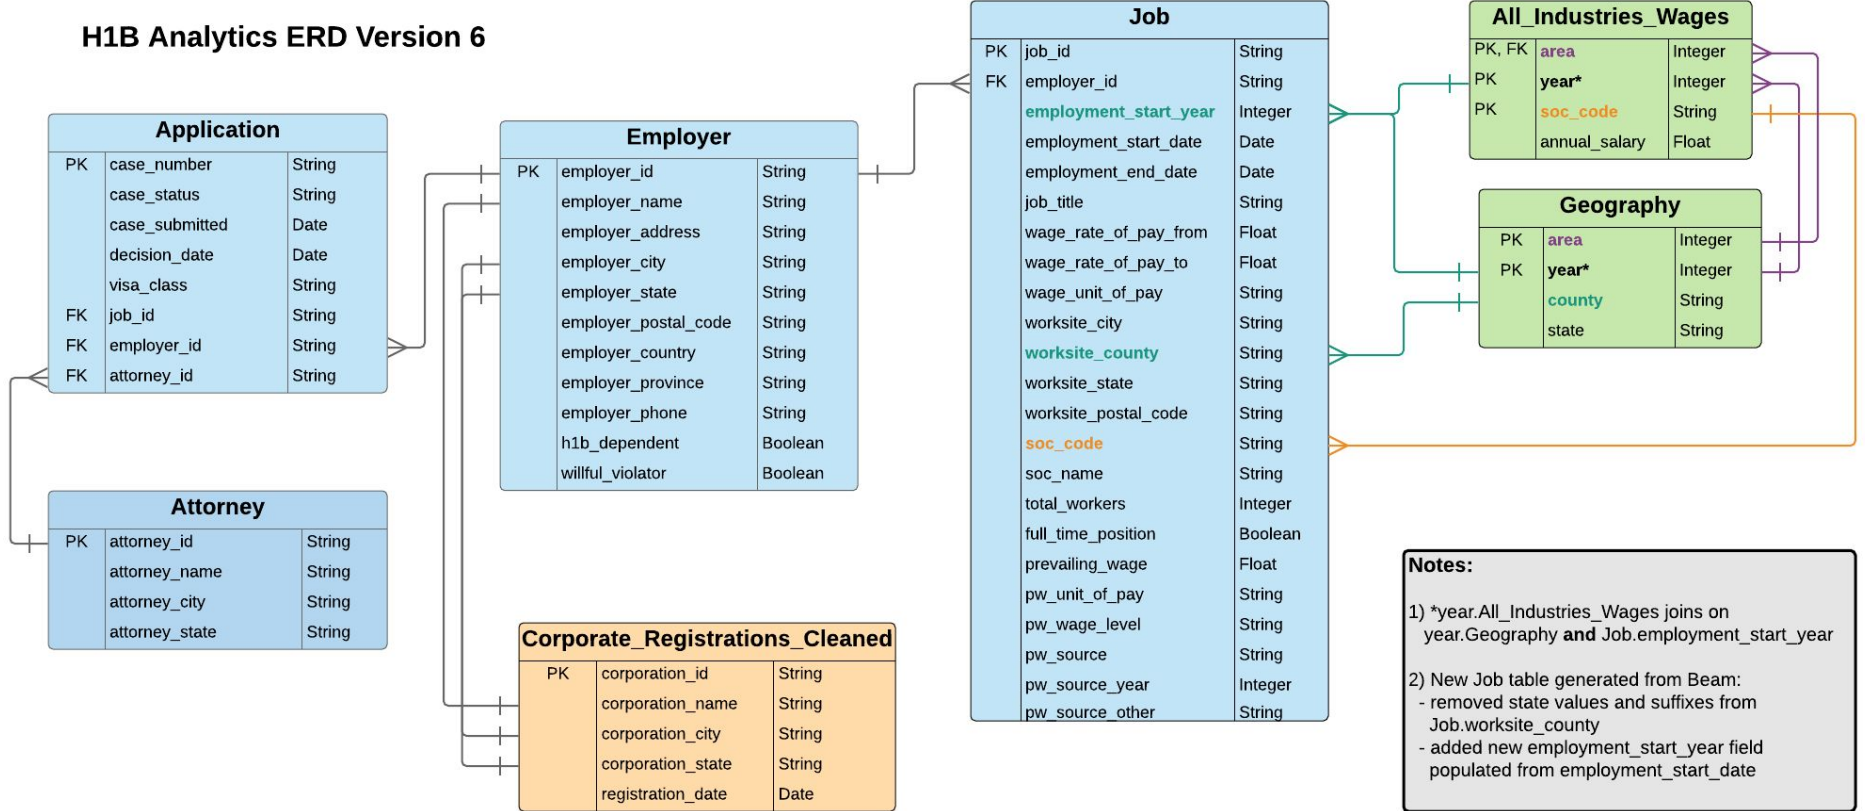 H1B Analytics ERD Version 6
Application
PK case_number String
case_status String
case_submitted Date
decision_date Date
visa_class String
FK job_id String
FK employer_id String
FK attorney_id String
Attorney
PK attorney_id String
attorney_name String
attorney_city String
attorney_state String
Employer
PK employer_id String
employer_name String
employer_address String
employer_city String
employer_state String
employer_postal_code String
employer_country String
employer_province String
employer_phone String
h1b_dependent Boolean
willful_violator Boolean
Corporate_Registrations_Cleaned
PK corporation_id String
corporation_name String
corporation_city String
corporation_state String
registration_date Date
Job
PK job_id String
FK employer_id String
employment_start_year Integer
employment_start_date Date
employment_end_date Date
job_title String
wage_rate_of_pay_from Float
wage_rate_of_pay_to Float
wage_unit_of_pay String
worksite_city String
worksite_county String
worksite_state String
worksite_postal_code String
soc_code String
soc_name String
total_workers Integer
full_time_position Boolean
prevailing_wage Float
pw_unit_of_pay String
pw_wage_level String
pw_source String
pw_source_year Integer
pw_source_other String
All_Industries_Wages
PK, FK area Integer
PK year* Integer
PK soc_code String
annual_salary Float
Geography
PK area Integer
PK year* Integer
county String
state String
Notes:
1) *year.All_Industries_Wages joins on
year.Geography and Job.employment_start_year
2) New Job table generated from Beam:
- removed state values and suffixes from
Job.worksite_county
- added new employment_start_year field
populated from employment_start_date